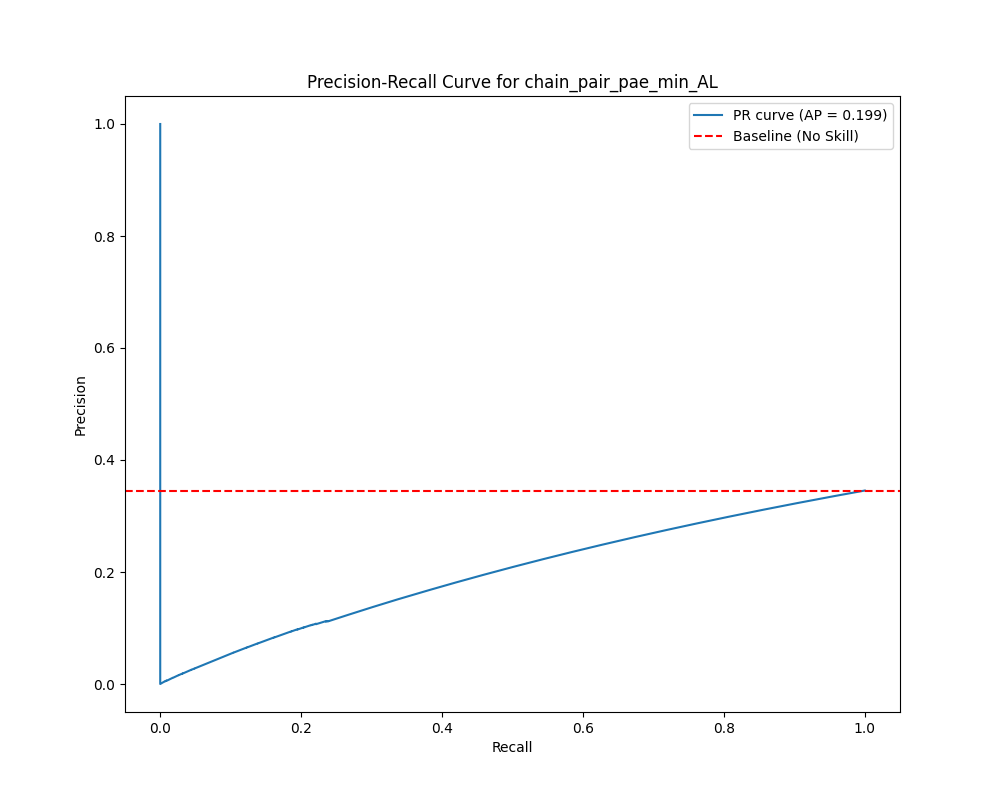 Precision-Recall Curve for chain_pair_pae_min_AL
PR curve (AP = 0.199)
Baseline (No Skill)
1.0
0.8
0.6
0.4
0.2
0.0
Precision
0.0 0.2 0.4 0.6 0.8 1.0
Recall